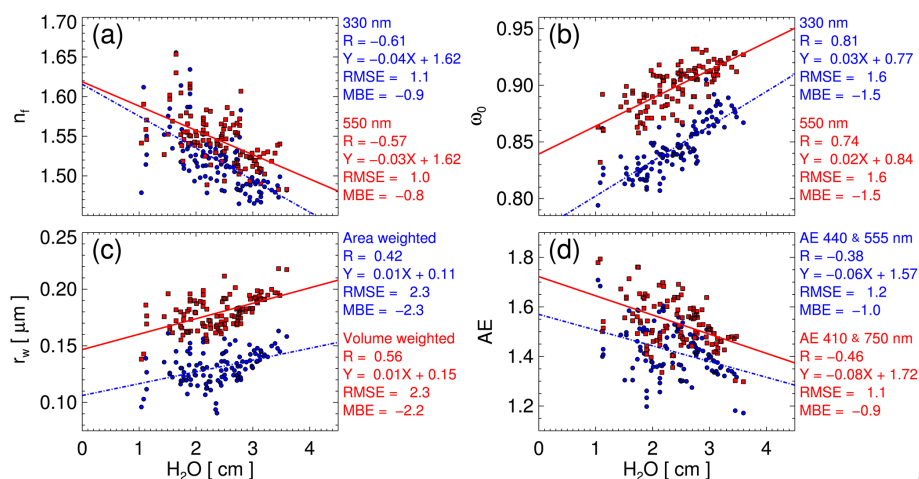 (a)
1.70
1.65
1.60
1.55
1.50
n_f
330 nm
R = −0.61
Y = −0.04X + 1.62
RMSE = 1.1
MBE = −0.9
550 nm
R = −0.57
Y = −0.03X + 1.62
RMSE = 1.0
MBE = −0.8
(b)
0.95
0.90
0.85
0.80
ω₀
330 nm
R = 0.81
Y = 0.03X + 0.77
RMSE = 1.6
MBE = −1.5
550 nm
R = 0.74
Y = 0.02X + 0.84
RMSE = 1.6
MBE = −1.5
(c)
0.25
0.20
0.15
0.10
r_w [ μm ]
0 1 2 3 4
H₂O [ cm ]
Area weighted
R = 0.42
Y = 0.01X + 0.11
RMSE = 2.3
MBE = −2.3
Volume weighted
R = 0.56
Y = 0.01X + 0.15
RMSE = 2.3
MBE = −2.2
(d)
1.8
1.6
1.4
1.2
AE
0 1 2 3 4
H₂O [ cm ]
AE 440 & 555 nm
R = −0.38
Y = −0.06X + 1.57
RMSE = 1.2
MBE = −1.0
AE 410 & 750 nm
R = −0.46
Y = −0.08X + 1.72
RMSE = 1.1
MBE = −0.9